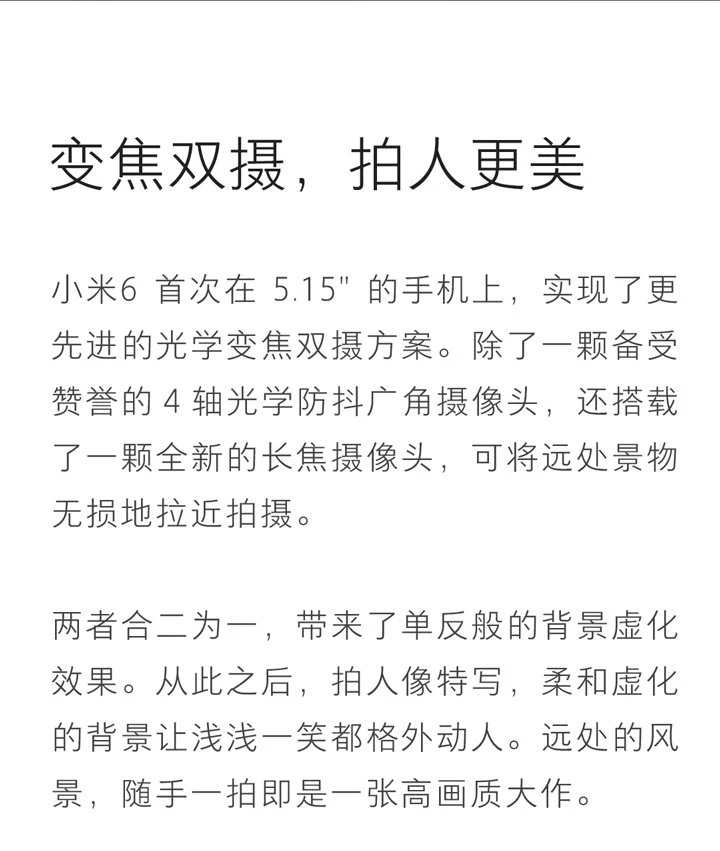 变焦双摄，拍人更美
小米6 首次在 5.15" 的手机上，实现了更
先进的光学变焦双摄方案。除了一颗备受
赞誉的 4 轴光学防抖广角摄像头，还搭载
了一颗全新的长焦摄像头，可将远处景物
无损地拉近拍摄。
两者合二为一，带来了单反般的背景虚化
效果。从此之后，拍人像特写，柔和虚化
的背景让浅浅一笑都格外动人。远处的风
景，随手一拍即是一张高画质大作。